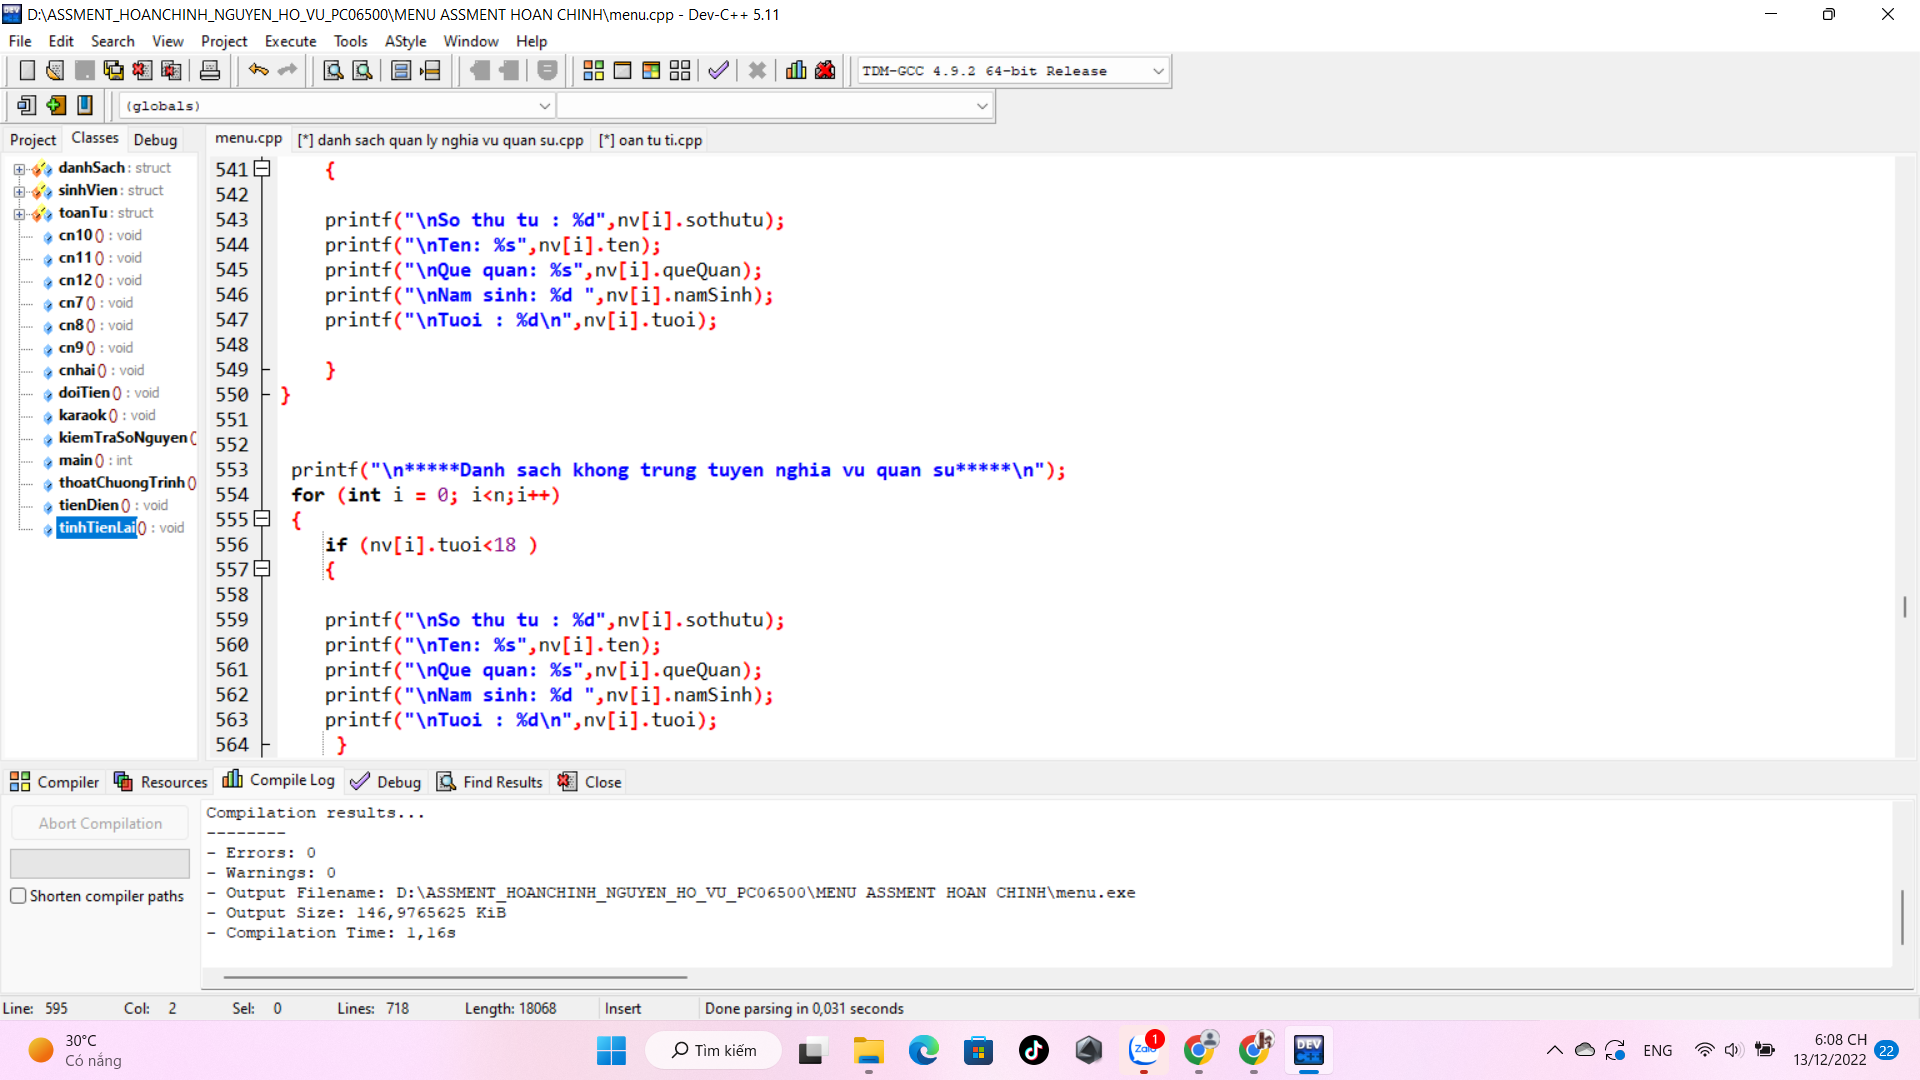 D:\ASSMENT_HOANCHINH_NGUYEN_HO_VU_PC06500\MENU ASSMENT HOAN CHINH\menu.cpp - Dev-C++ 5.11
File Edit Search View Project Execute Tools AStyle Window Help
TDM-GCC 4.9.2 64-bit Release
(globals)
Project Classes Debug
menu.cpp [*] danh sach quan ly nghia vu quan su.cpp [*] oan tu ti.cpp
danhSach : struct
sinhVien : struct
toanTu : struct
cn10 () : void
cn11 () : void
cn12 () : void
cn7 () : void
cn8 () : void
cn9 () : void
cnhai () : void
doiTien () : void
karaok () : void
kiemTraSoNguyen (
main () : int
thoatChuongTrinh ()
tienDien () : void
tinhTienLai () : void
541 {
542
543 printf("\nSo thu tu : %d",nv[i].sothutu);
544 printf("\nTen: %s",nv[i].ten);
545 printf("\nQue quan: %s",nv[i].queQuan);
546 printf("\nNam sinh: %d ",nv[i].namSinh);
547 printf("\nTuoi : %d\n",nv[i].tuoi);
548
549 }
550 }
551
552
553 printf("\n*****Danh sach khong trung tuyen nghia vu quan su*****\n");
554 for (int i = 0; i<n;i++)
555 {
556 if (nv[i].tuoi<18 )
557 {
558
559 printf("\nSo thu tu : %d",nv[i].sothutu);
560 printf("\nTen: %s",nv[i].ten);
561 printf("\nQue quan: %s",nv[i].queQuan);
562 printf("\nNam sinh: %d ",nv[i].namSinh);
563 printf("\nTuoi : %d\n",nv[i].tuoi);
564 }
Compiler Resources Compile Log Debug Find Results Close
Abort Compilation
Shorten compiler paths
Compilation results...
--------
- Errors: 0
- Warnings: 0
- Output Filename: D:\ASSMENT_HOANCHINH_NGUYEN_HO_VU_PC06500\MENU ASSMENT HOAN CHINH\menu.exe
- Output Size: 146,9765625 KiB
- Compilation Time: 1,16s
Line: 595 Col: 2 Sel: 0 Lines: 718 Length: 18068 Insert Done parsing in 0,031 seconds
30°C
Có nắng
Tìm kiếm
Zalo
1
DEV
C++
ENG
6:08 CH
13/12/2022
22